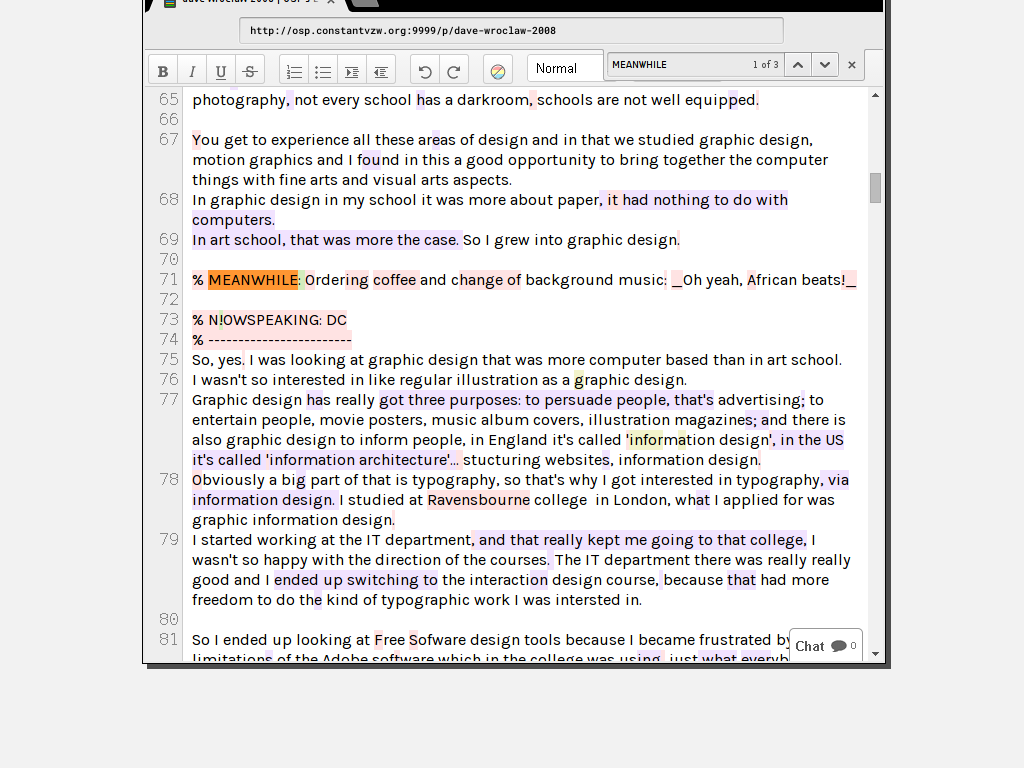 http://osp.constantvzw.org:9999/p/dave-wroclaw-2008
B I U S Normal MEANWHILE 1 of 3
65 photography, not every school has a darkroom, schools are not well equipped.
66
67 You get to experience all these areas of design and in that we studied graphic design,
motion graphics and I found in this a good opportunity to bring together the computer
things with fine arts and visual arts aspects.
68 In graphic design in my school it was more about paper, it had nothing to do with
computers.
69 In art school, that was more the case. So I grew into graphic design.
70
71 % MEANWHILE: Ordering coffee and change of background music: _Oh yeah, African beats!_
72
73 % N!OWSPEAKING: DC
74 % ------------------------
75 So, yes. I was looking at graphic design that was more computer based than in art school.
76 I wasn't so interested in like regular illustration as a graphic design.
77 Graphic design has really got three purposes: to persuade people, that's advertising; to
entertain people, movie posters, music album covers, illustration magazines; and there is
also graphic design to inform people, in England it's called 'information design', in the US
it's called 'information architecture'... stucturing websites, information design.
78 Obviously a big part of that is typography, so that's why I got interested in typography, via
information design. I studied at Ravensbourne college  in London, what I applied for was
graphic information design.
79 I started working at the IT department, and that really kept me going to that college, I
wasn't so happy with the direction of the courses. The IT department there was really really
good and I ended up switching to the interaction design course, because that had more
freedom to do the kind of typographic work I was intersted in.
80
81 So I ended up looking at Free Sofware design tools because I became frustrated by
limitations of the Adobe software which in the college was using, just what everyb
Chat 0